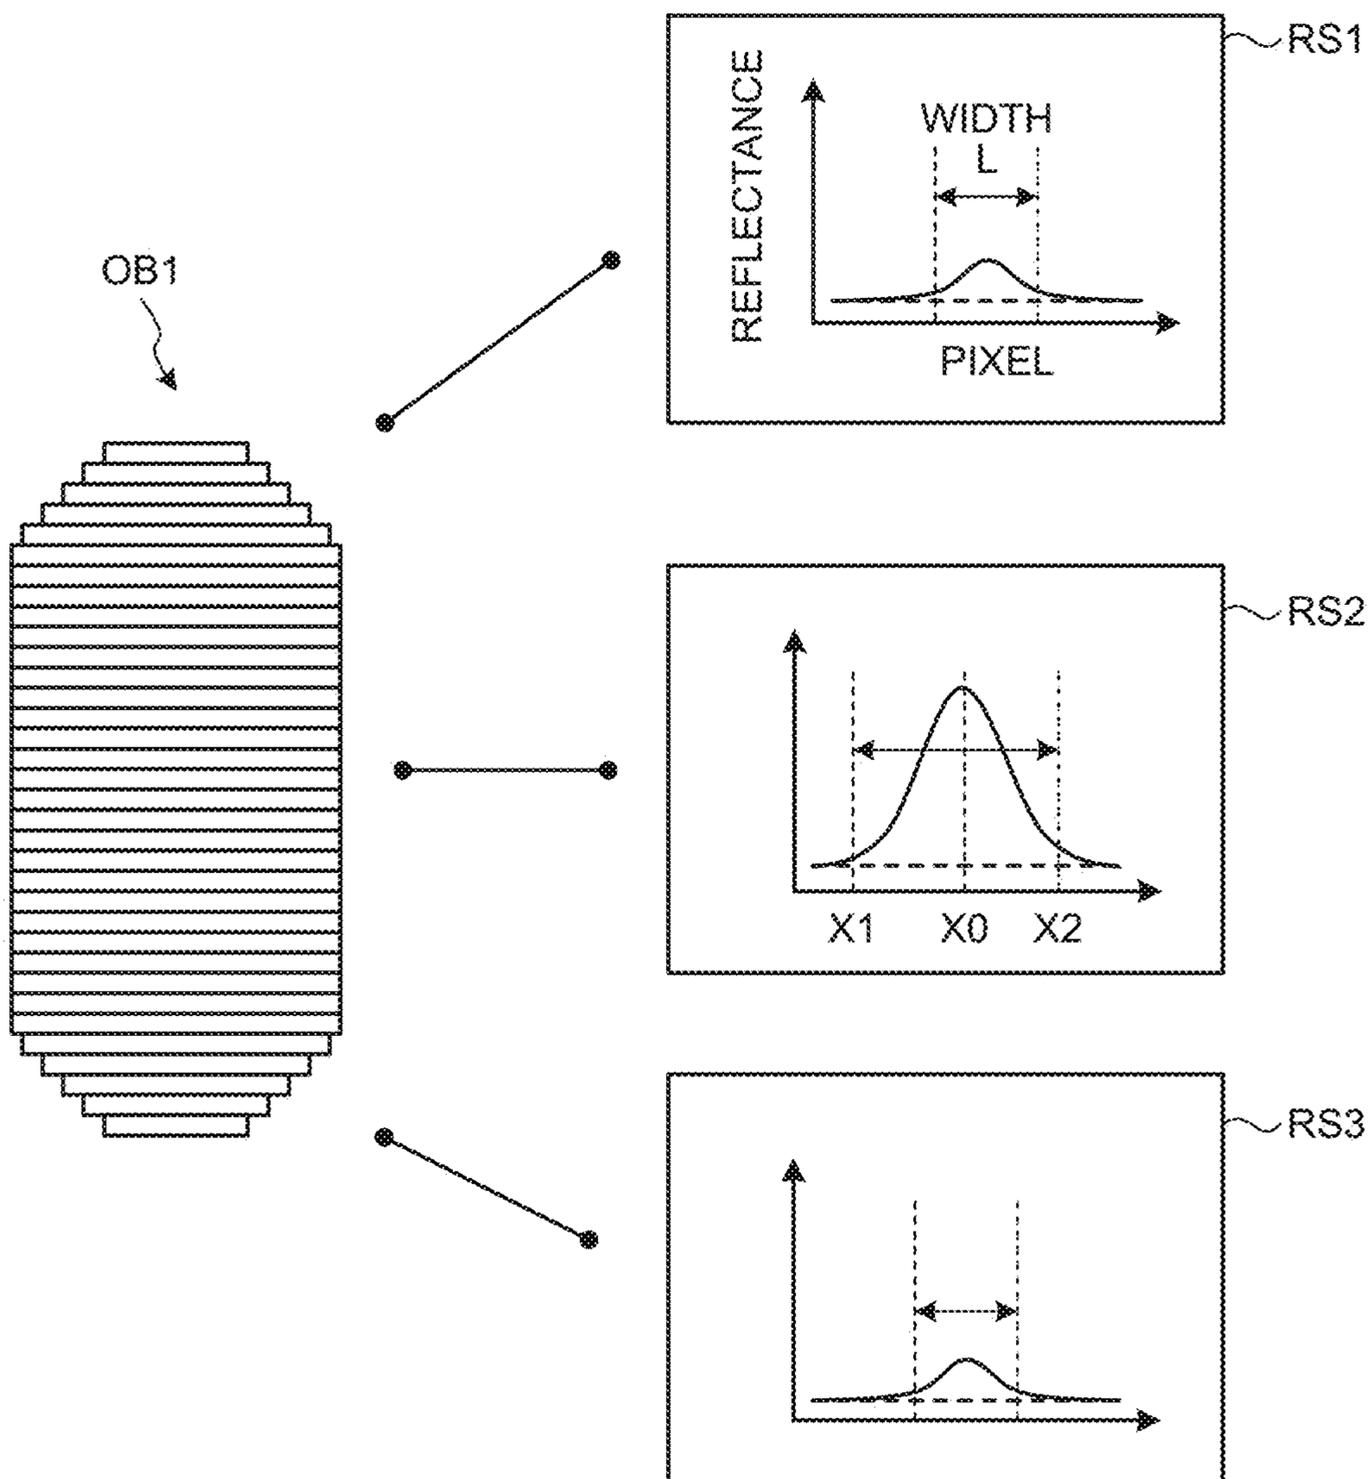 RS1
REFLECTANCE
WIDTH
L
PIXEL
OB1
RS2
X1 X0 X2
RS3